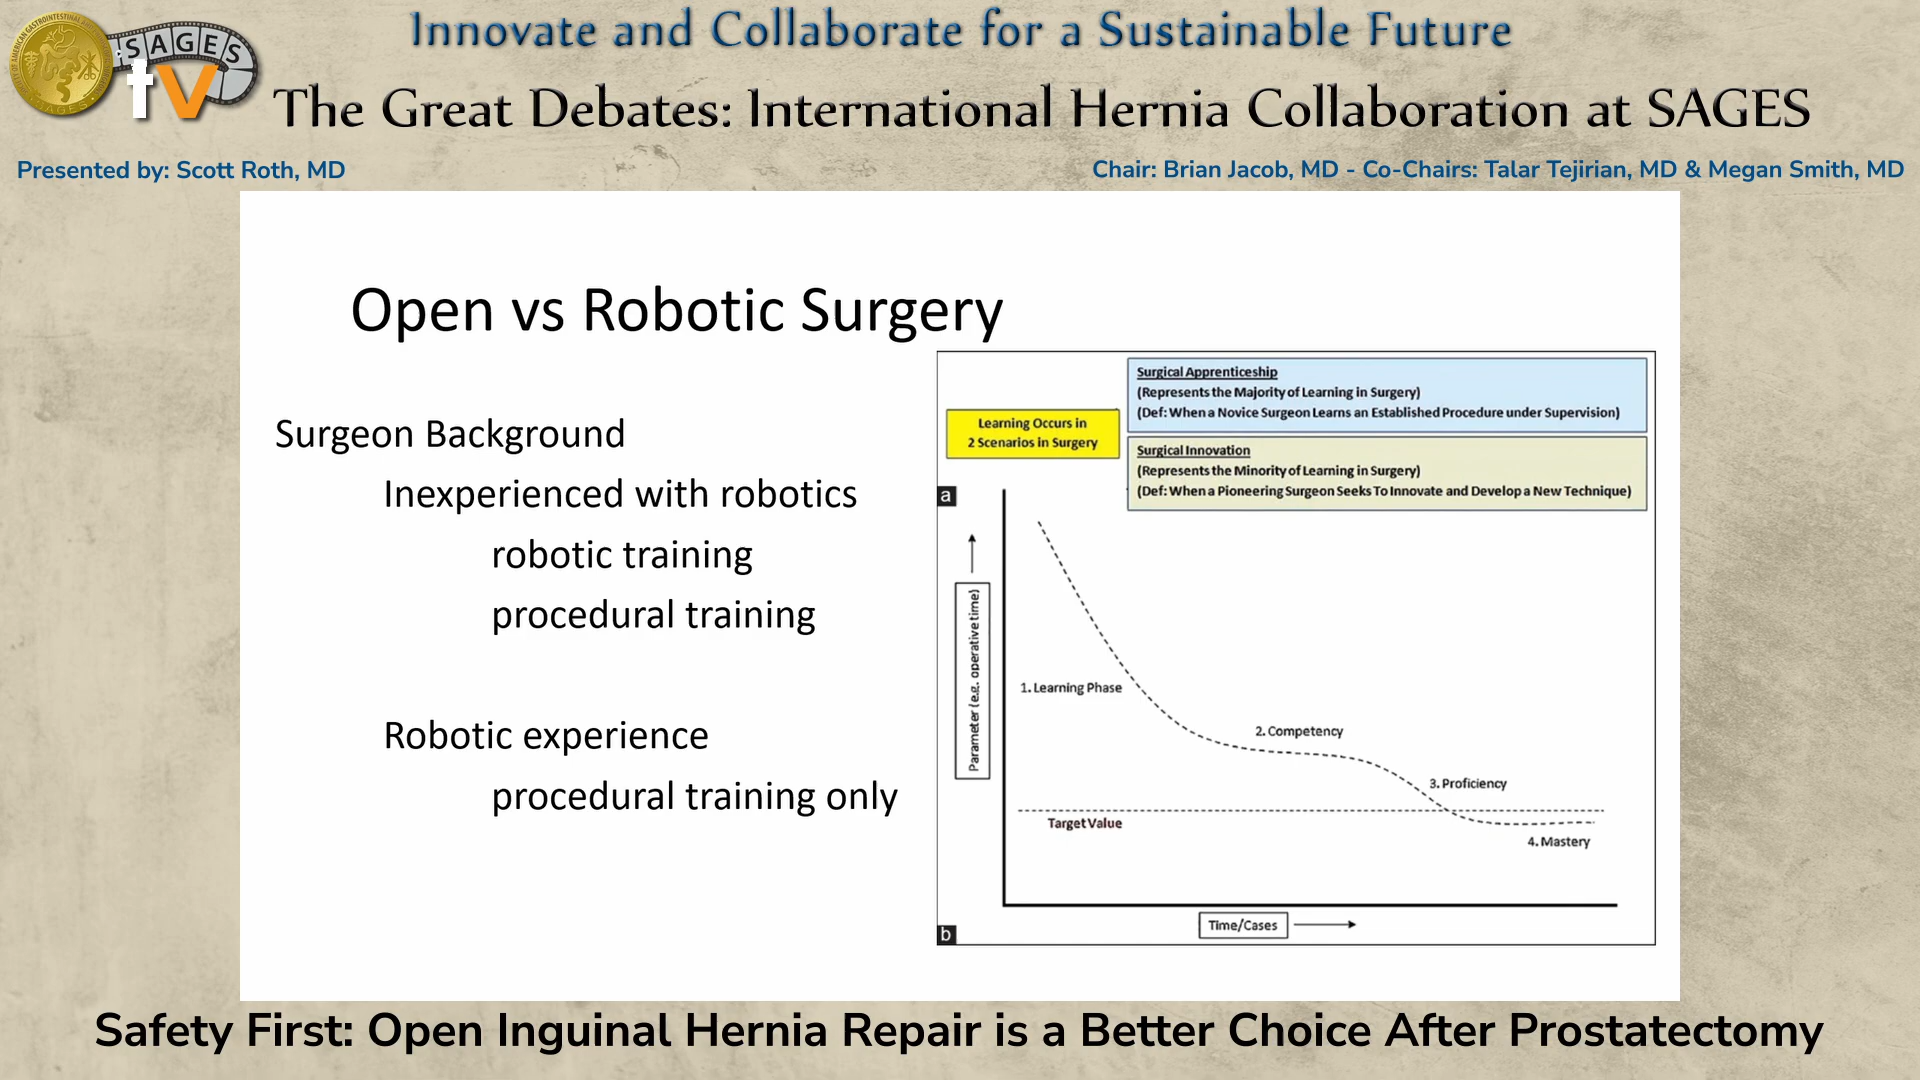 Innovate and Collaborate for a Sustainable Future
SAGES
tv
The Great Debates: International Hernia Collaboration at SAGES
Presented by: Scott Roth, MD
Chair: Brian Jacob, MD - Co-Chairs: Talar Tejirian, MD & Megan Smith, MD
Open vs Robotic Surgery
Surgeon Background
Inexperienced with robotics
robotic training
procedural training
Robotic experience
procedural training only
Learning Occurs in
2 Scenarios in Surgery
Surgical Apprenticeship
(Represents the Majority of Learning in Surgery)
(Def: When a Novice Surgeon Learns an Established Procedure under Supervision)
Surgical Innovation
(Represents the Minority of Learning in Surgery)
(Def: When a Pioneering Surgeon Seeks To Innovate and Develop a New Technique)
a
Parameter (e.g. operative time)
1. Learning Phase
2. Competency
3. Proficiency
Target Value
4. Mastery
Time/Cases
b
Safety First: Open Inguinal Hernia Repair is a Better Choice After Prostatectomy